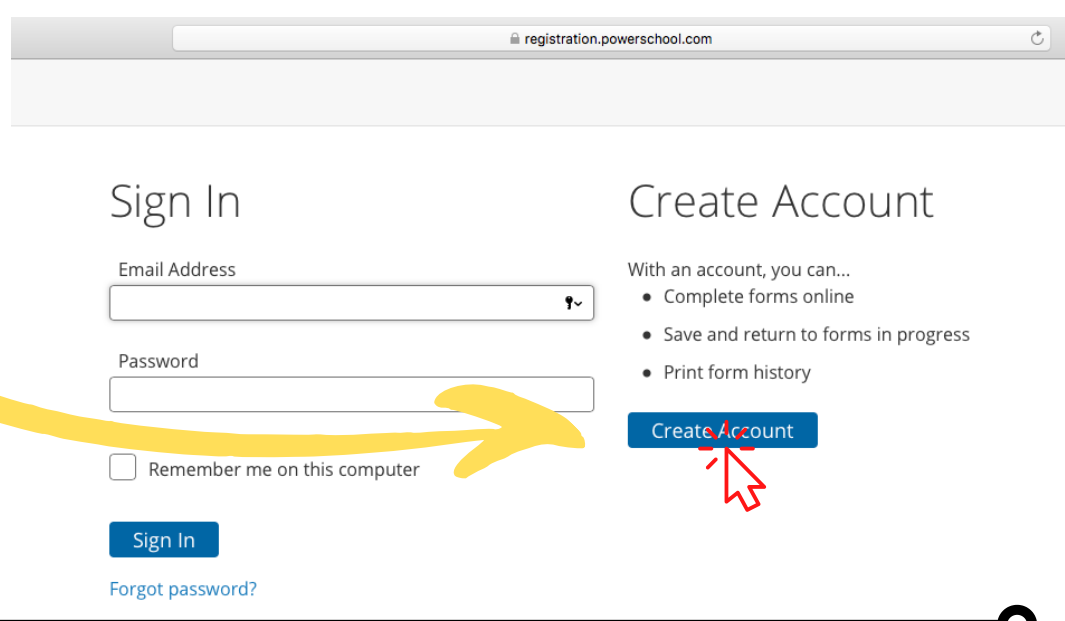 registration.powerschool.com
Sign In
Email Address
Password
Remember me on this computer
Sign In
Forgot password?
Create Account
With an account, you can...
• Complete forms online
• Save and return to forms in progress
• Print form history
Create Account